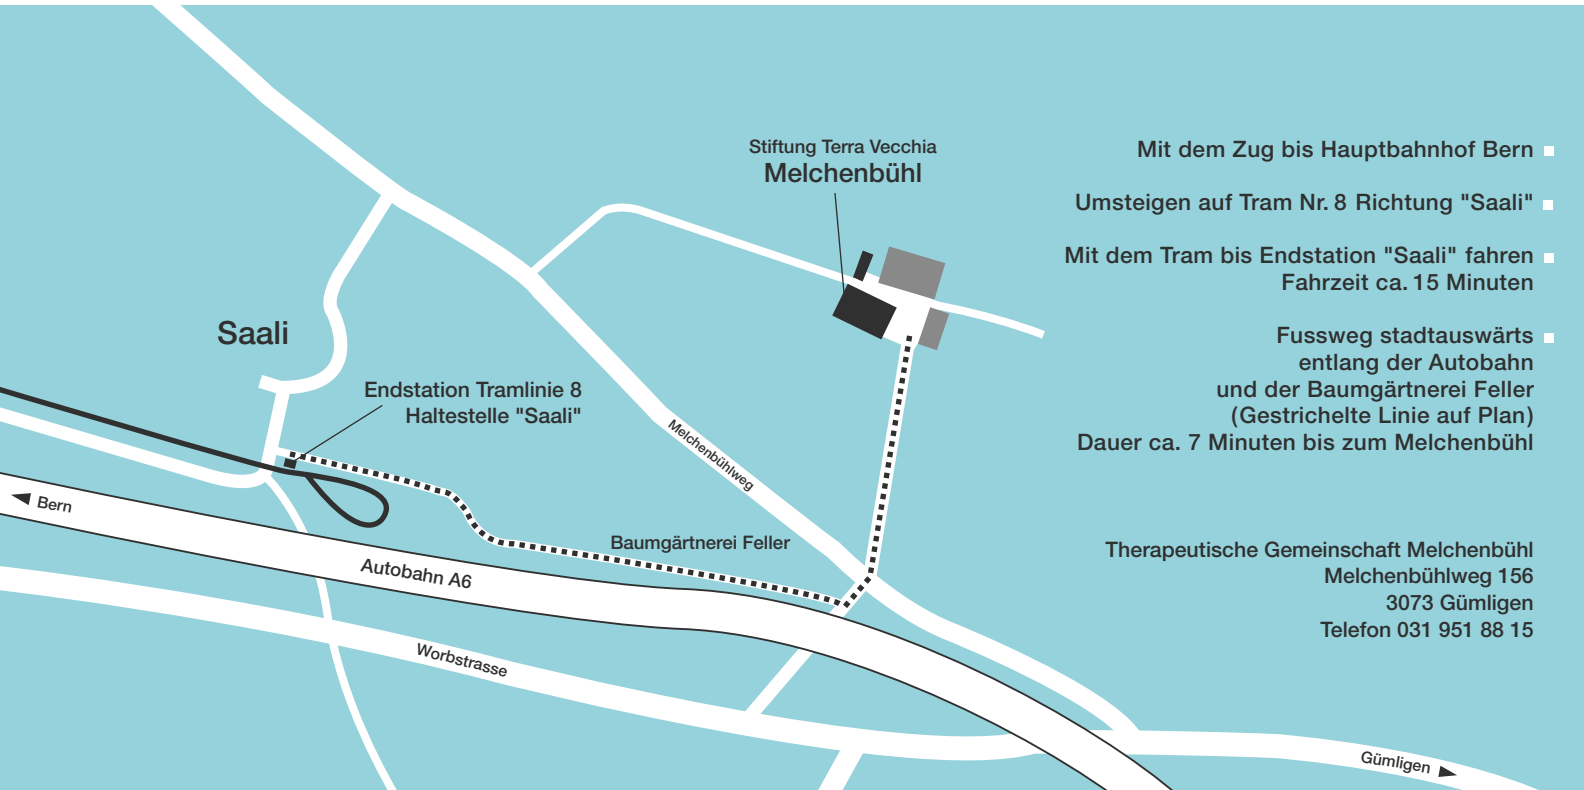 Stiftung Terra Vecchia
Melchenbühl
Saali
Endstation Tramlinie 8
Haltestelle "Saali"
Melchenbühlweg
Bern
Baumgärtnerei Feller
Autobahn A6
Worbstrasse
Gümligen
Mit dem Zug bis Hauptbahnhof Bern
Umsteigen auf Tram Nr. 8 Richtung "Saali"
Mit dem Tram bis Endstation "Saali" fahren
Fahrzeit ca. 15 Minuten
Fussweg stadtauswärts
entlang der Autobahn
und der Baumgärtnerei Feller
(Gestrichelte Linie auf Plan)
Dauer ca. 7 Minuten bis zum Melchenbühl
Therapeutische Gemeinschaft Melchenbühl
Melchenbühlweg 156
3073 Gümligen
Telefon 031 951 88 15